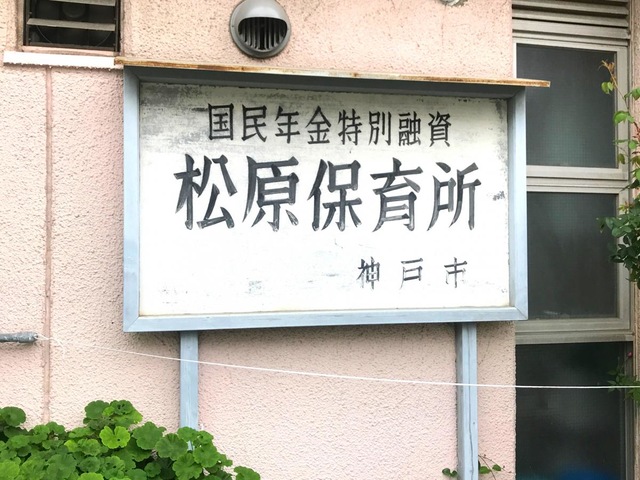 国民年金特別融資
松原保育所
神戸市